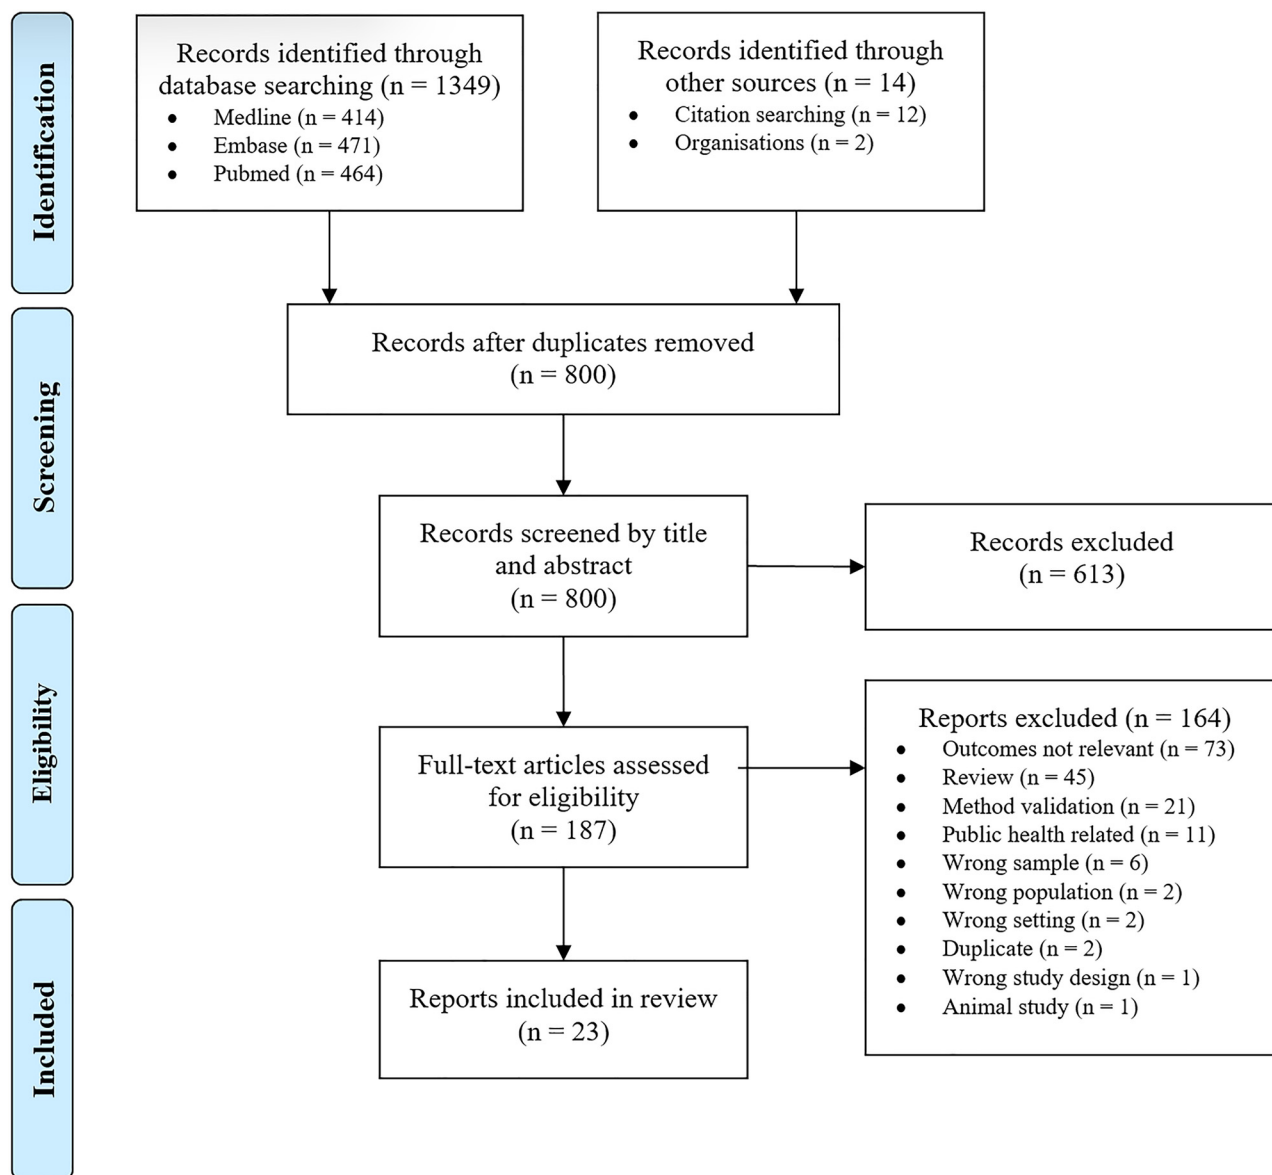 Identification
Records identified through
database searching (n = 1349)
• Medline (n = 414)
• Embase (n = 471)
• Pubmed (n = 464)
Records identified through
other sources (n = 14)
• Citation searching (n = 12)
• Organisations (n = 2)
Screening
Records after duplicates removed
(n = 800)
Records screened by title
and abstract
(n = 800)
Records excluded
(n = 613)
Eligibility
Full-text articles assessed
for eligibility
(n = 187)
Reports excluded (n = 164)
• Outcomes not relevant (n = 73)
• Review (n = 45)
• Method validation (n = 21)
• Public health related (n = 11)
• Wrong sample (n = 6)
• Wrong population (n = 2)
• Wrong setting (n = 2)
• Duplicate (n = 2)
• Wrong study design (n = 1)
• Animal study (n = 1)
Included
Reports included in review
(n = 23)